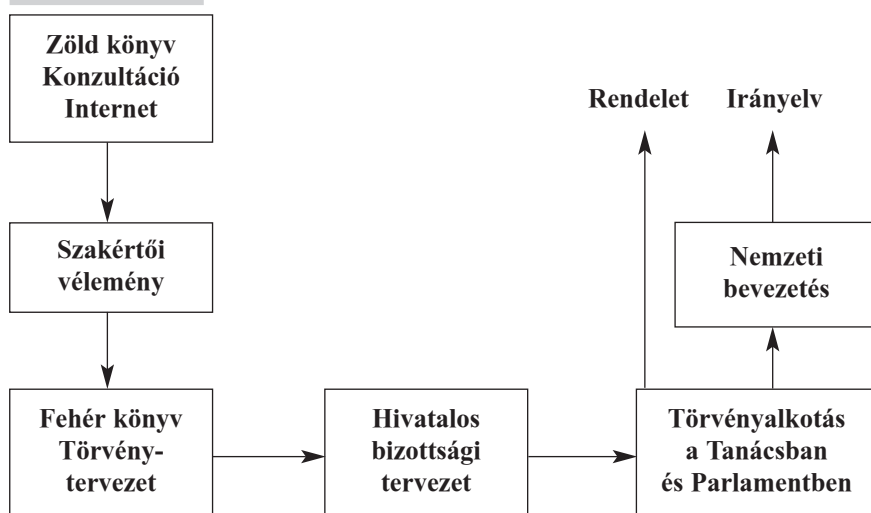 Zöld könyv
Konzultáció
Internet
Rendelet
Irányelv
Szakértői
vélemény
Nemzeti
bevezetés
Fehér könyv
Törvény-
tervezet
Hivatalos
bizottsági
tervezet
Törvényalkotás
a Tanácsban
és Parlamentben